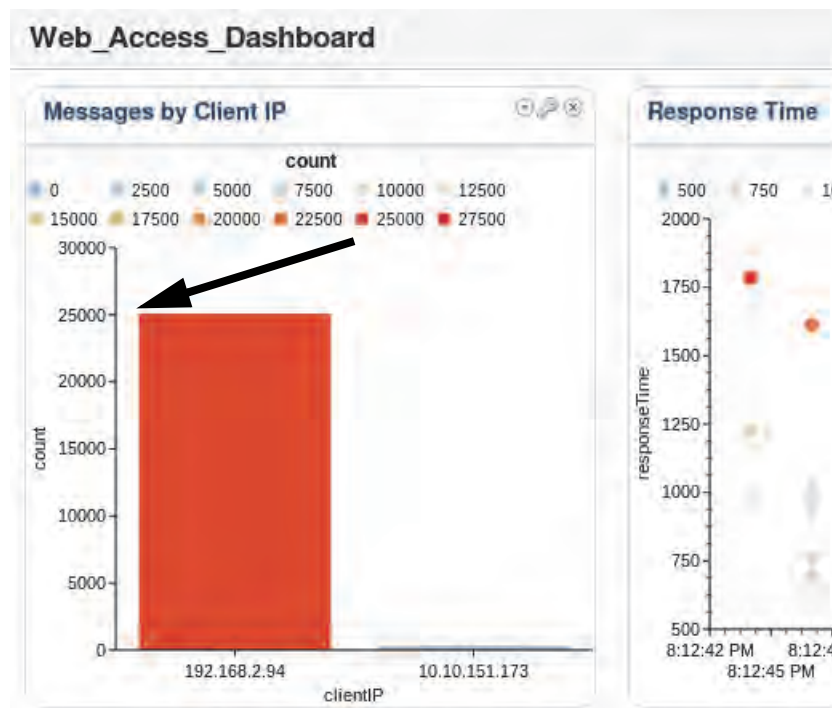 Web_Access_Dashboard
Messages by Client IP
count
0 2500 5000 7500 10000 12500
15000 17500 20000 22500 25000 27500
30000
25000
20000
15000
10000
5000
0
count
192.168.2.94 10.10.151.173
clientIP
Response Time
500 750
2000
1750
1500
1250
1000
750
500
responseTime
8:12:42 PM
8:12:45 PM